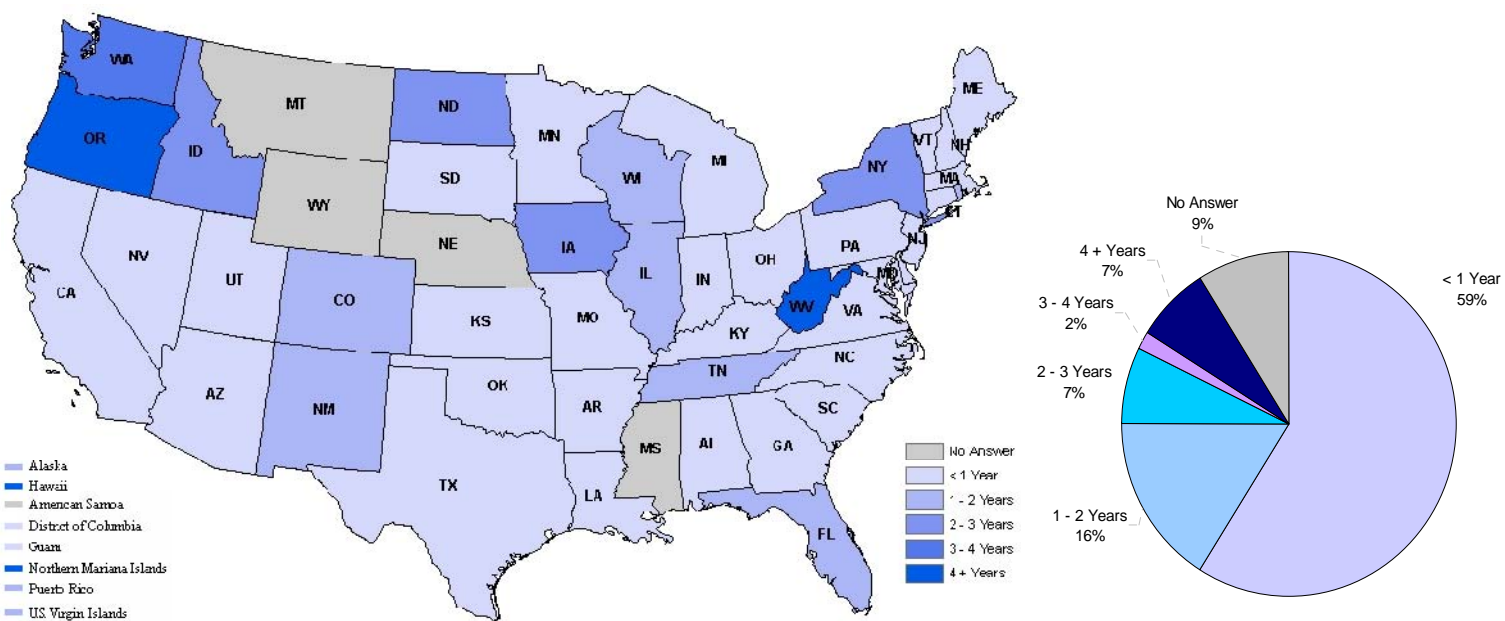 WA
MT
ND
MN
ME
OR
ID
VT
NH
SD
WI
MI
NY
MA
WY
CT
IA
NE
PA
NJ
NV
UT
IL
IN
OH
MD
CA
CO
WV
VA
KS
MO
KY
AZ
NM
OK
AR
TN
NC
SC
MS
Al
GA
TX
LA
FL
Alaska
Hawaii
American Samoa
District of Columbia
Guam
Northern Mariana Islands
Puerto Rico
U.S. Virgin Islands
No Answer
< 1 Year
1 - 2 Years
2 - 3 Years
3 - 4 Years
4 + Years
No Answer
9%
4 + Years
7%
3 - 4 Years
2%
2 - 3 Years
7%
1 - 2 Years
16%
< 1 Year
59%